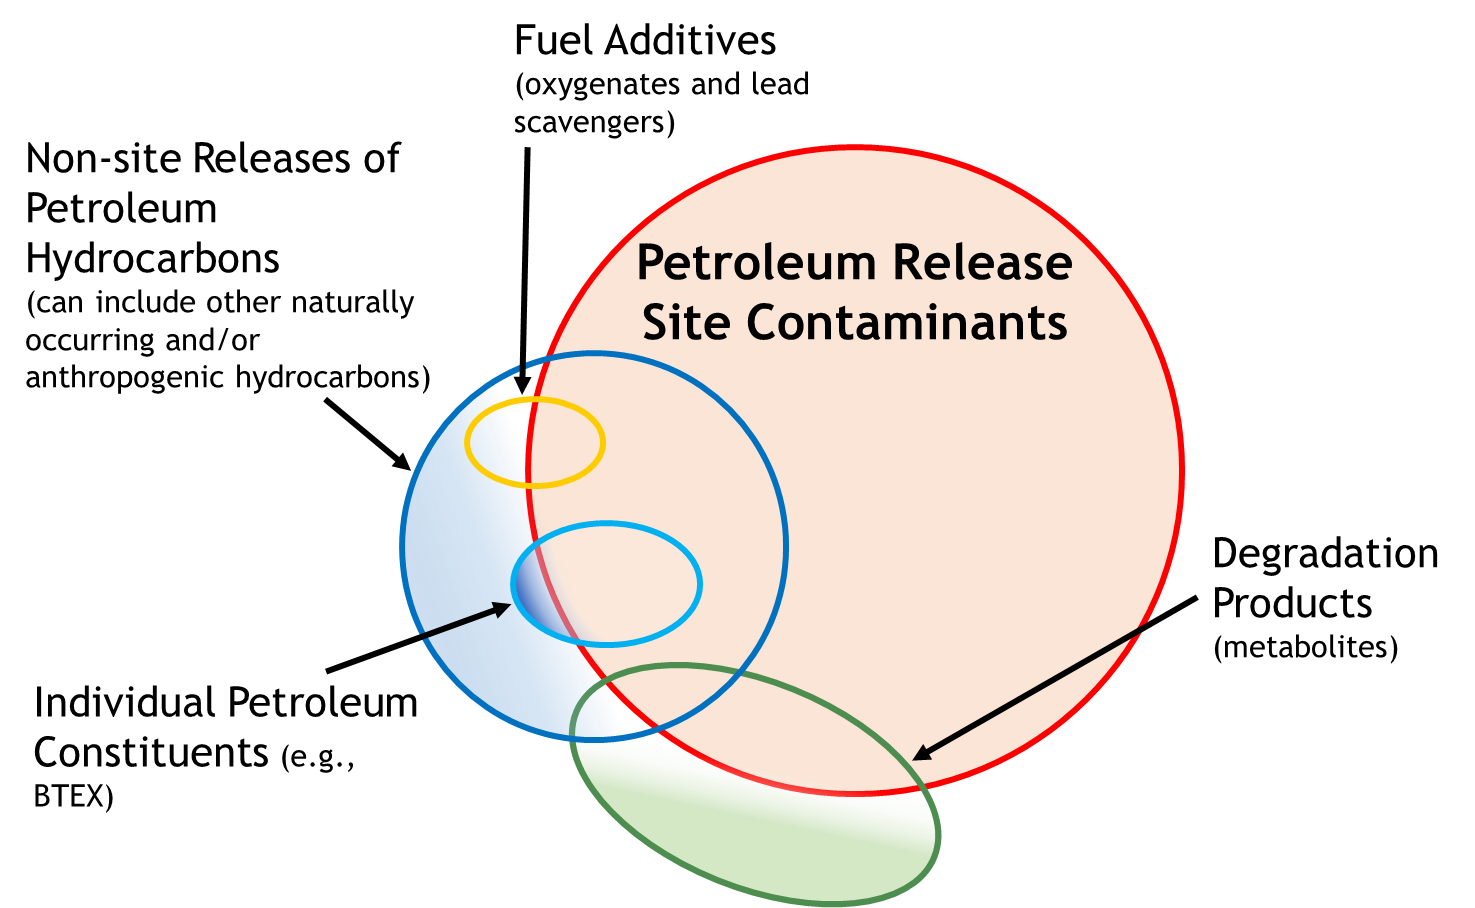 Fuel Additives
(oxygenates and lead
scavengers)
Non-site Releases of
Petroleum
Hydrocarbons
(can include other naturally
occurring and/or
anthropogenic hydrocarbons)
Petroleum Release
Site Contaminants
Degradation
Products
(metabolites)
Individual Petroleum
Constituents (e.g.,
BTEX)